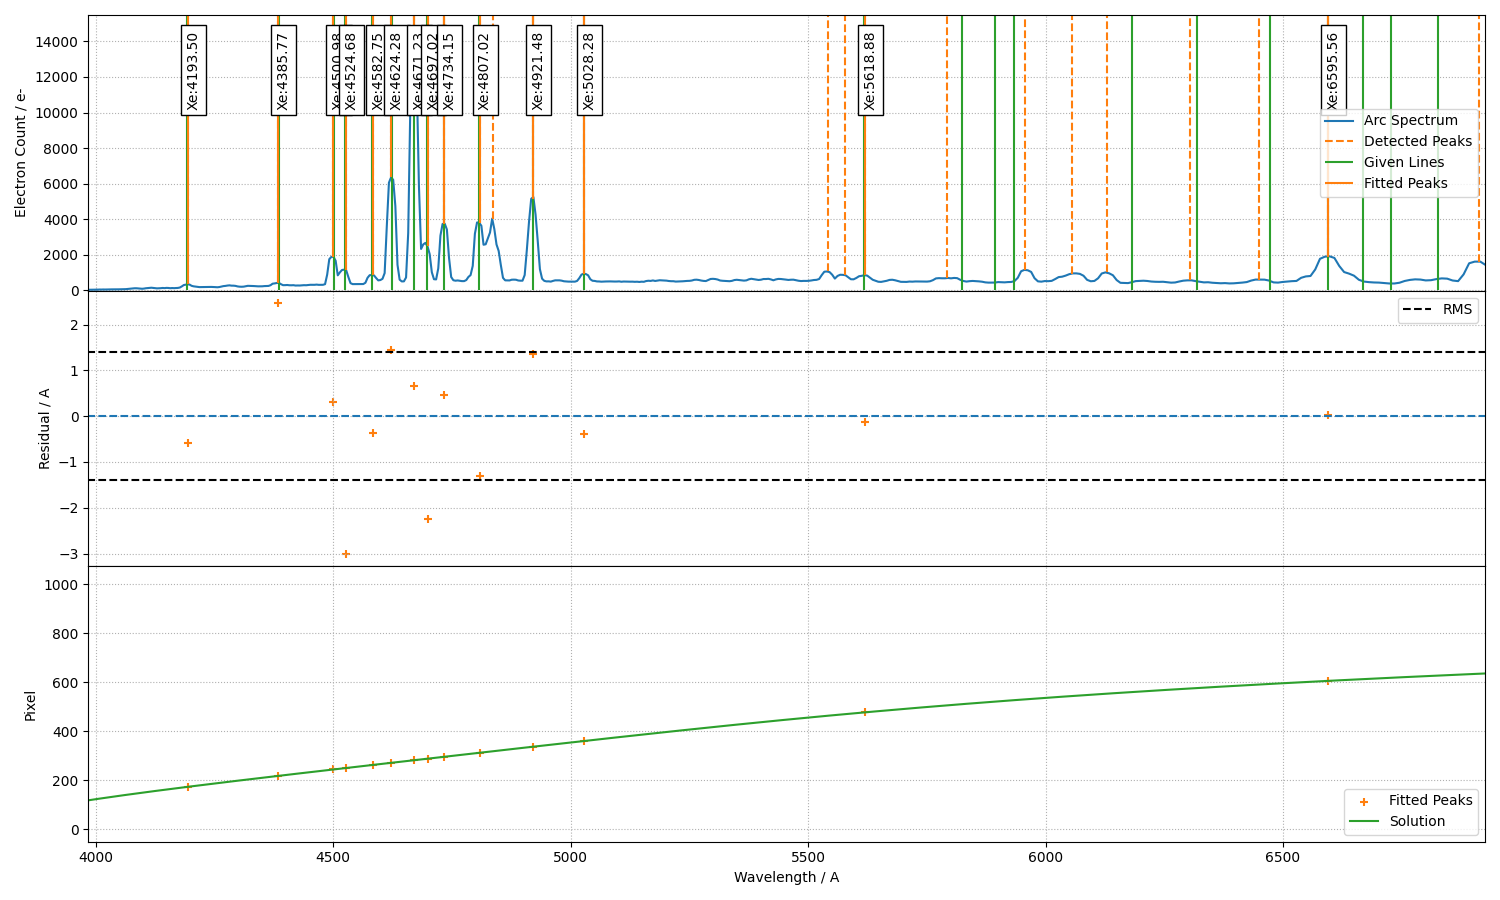 14000
12000
10000
8000
6000
4000
2000
0
Electron Count / e-
Xe:4193.50
Xe:4385.77
Xe:4500.98
Xe:4524.68
Xe:4582.75
Xe:4624.28
Xe:4671.23
Xe:4697.02
Xe:4734.15
Xe:4807.02
Xe:4921.48
Xe:5028.28
Xe:5618.88
Xe:6595.56
Arc Spectrum
Detected Peaks
Given Lines
Fitted Peaks
2
1
0
−1
−2
−3
Residual / A
RMS
1000
800
600
400
200
0
Pixel
Fitted Peaks
Solution
4000
4500
5000
5500
6000
6500
Wavelength / A